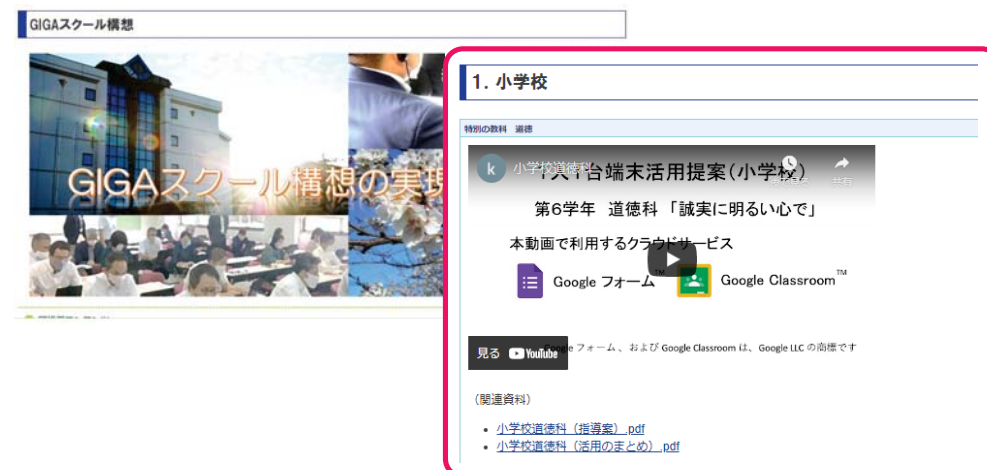 GIGAスクール構想
GIGAスクール構想の実現
1. 小学校
特別の教科 道徳
k 小学校道徳科
1人1台端末活用提案(小学校)
共有
第6学年 道徳科 「誠実に明るい心で」
本動画で利用するクラウドサービス
Google フォーム™ Google Classroom™
見る YouTube
Google フォーム 、および Google Classroom は、Google LLC の商標です
（関連資料）
• 小学校道徳科（指導案）.pdf
• 小学校道徳科（活用のまとめ）.pdf